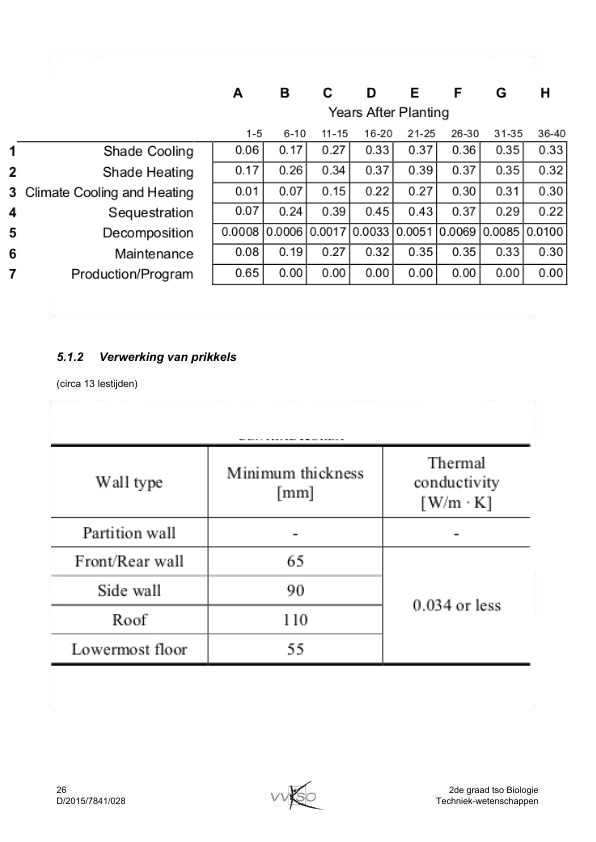 A B C D E F G H
Years After Planting
1-5 6-10 11-15 16-20 21-25 26-30 31-35 36-40
1 Shade Cooling 0.06 0.17 0.27 0.33 0.37 0.36 0.35 0.33
2 Shade Heating 0.17 0.26 0.34 0.37 0.39 0.37 0.35 0.32
3 Climate Cooling and Heating 0.01 0.07 0.15 0.22 0.27 0.30 0.31 0.30
4 Sequestration 0.07 0.24 0.39 0.45 0.43 0.37 0.29 0.22
5 Decomposition 0.0008 0.0006 0.0017 0.0033 0.0051 0.0069 0.0085 0.0100
6 Maintenance 0.08 0.19 0.27 0.32 0.35 0.35 0.33 0.30
7 Production/Program 0.65 0.00 0.00 0.00 0.00 0.00 0.00 0.00
5.1.2 Verwerking van prikkels
(circa 13 lestijden)
Wall type Minimum thickness [mm] Thermal conductivity [W/m · K]
Partition wall - -
Front/Rear wall 65
Side wall 90
0.034 or less
Roof 110
Lowermost floor 55
26 2de graad tso Biologie
D/2015/7841/028 vvkso Techniek-wetenschappen